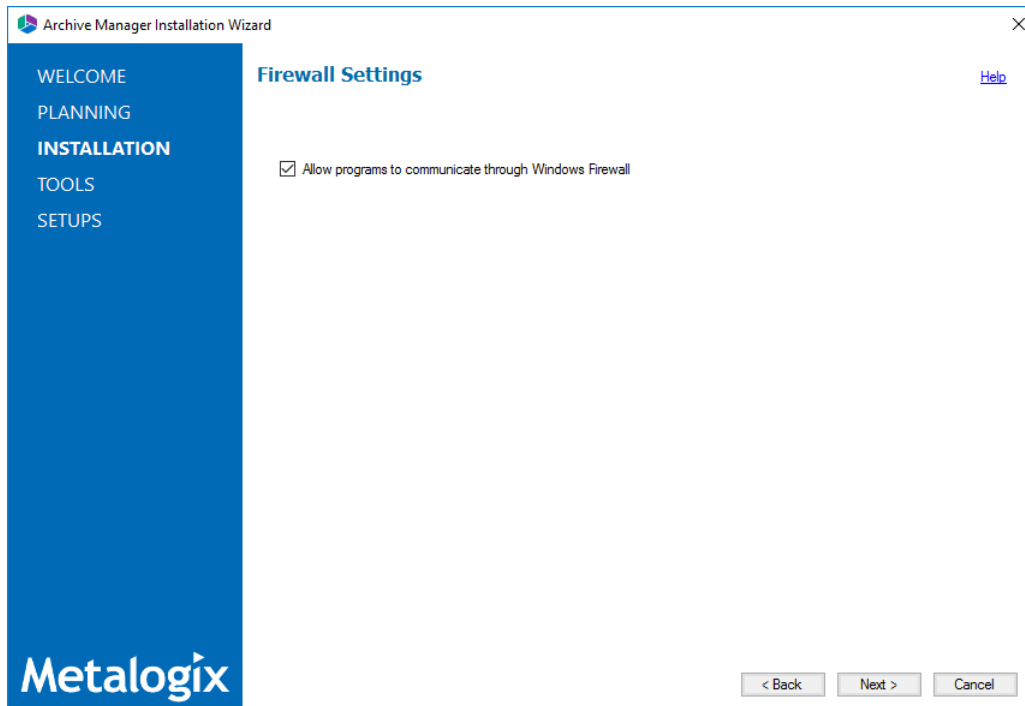 Archive Manager Installation Wizard
WELCOME
PLANNING
INSTALLATION
TOOLS
SETUPS
Firewall Settings
Help
Allow programs to communicate through Windows Firewall
Metalogix
< Back
Next >
Cancel